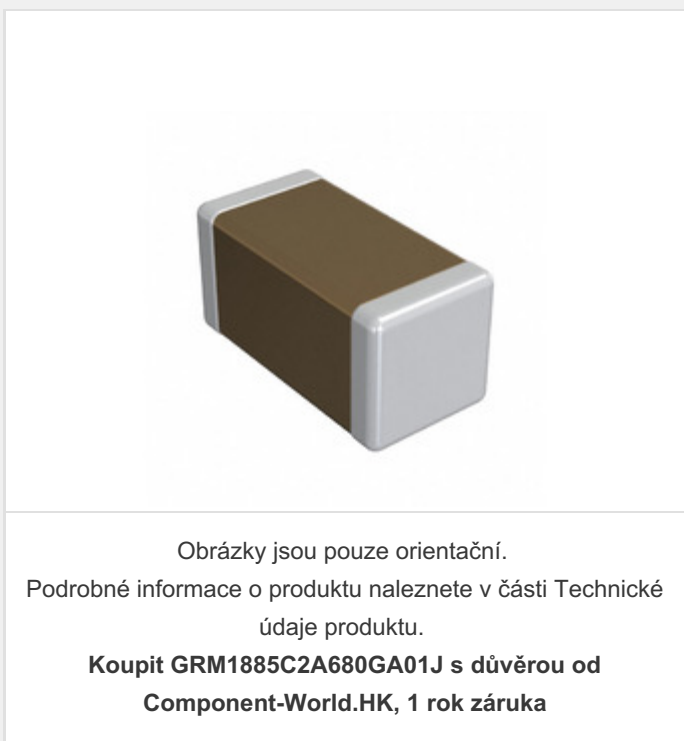 Obrázky jsou pouze orientační.
Podrobné informace o produktu naleznete v části Technické
údaje produktu.
Koupit GRM1885C2A680GA01J s důvěrou od
Component-World.HK, 1 rok záruka